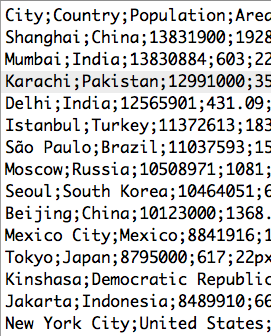 City;Country;Population;Area
Shanghai;China;13831900;1928
Mumbai;India;13830884;603;22
Karachi;Pakistan;12991000;35
Delhi;India;12565901;431.09;
Istanbul;Turkey;11372613;183
São Paulo;Brazil;11037593;15
Moscow;Russia;10508971;1081;
Seoul;South Korea;10464051;6
Beijing;China;10123000;1368.
Mexico City;Mexico;8841916;1
Tokyo;Japan;8795000;617;22px
Kinshasa;Democratic Republic
Jakarta;Indonesia;8489910;66
New York City;United States;